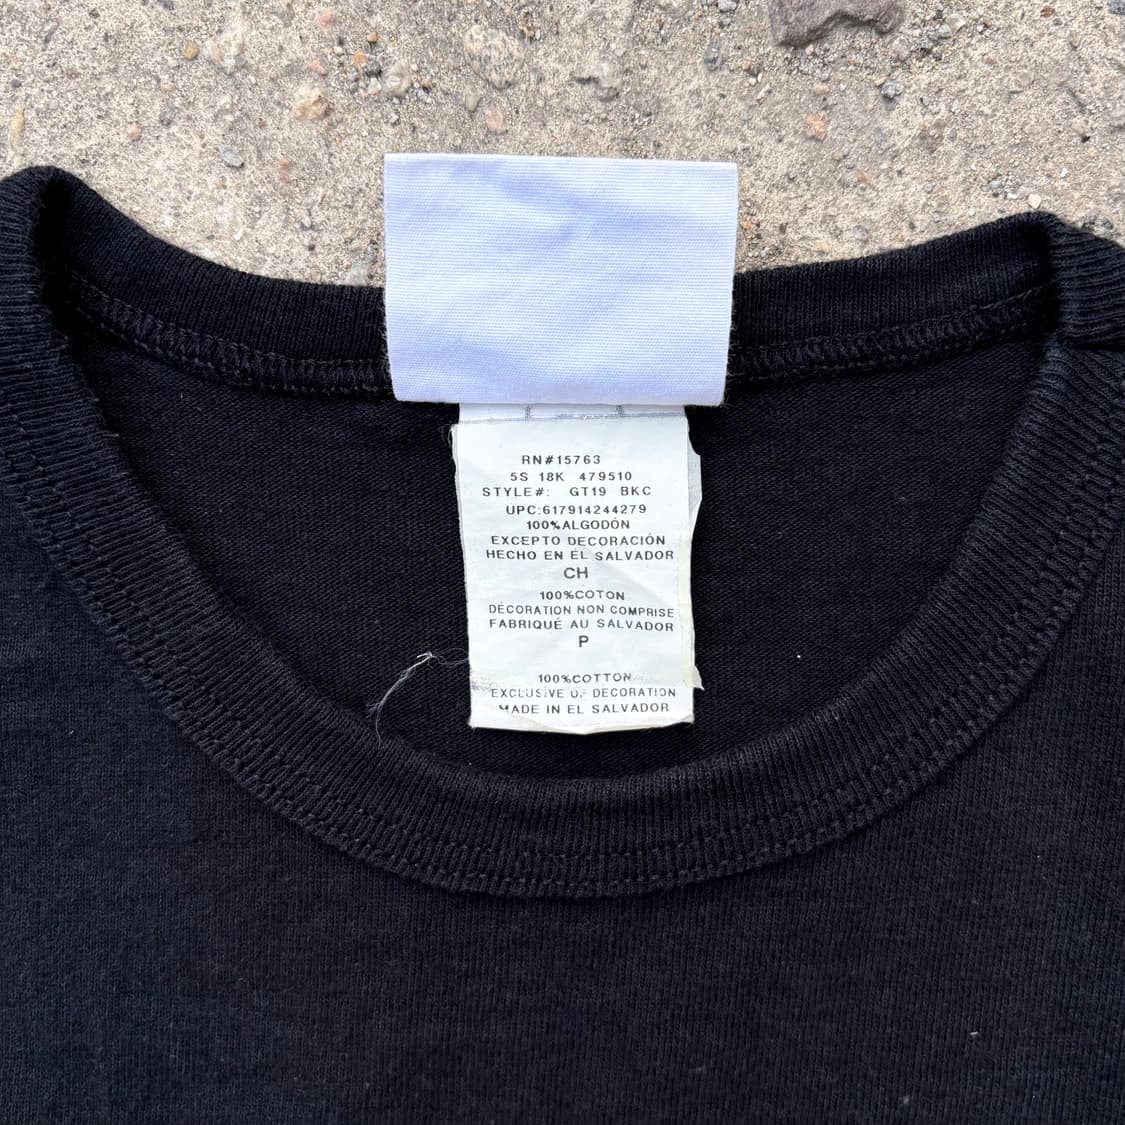 RN#15763
5S 18K 479510
STYLE#: GT19 BKC
UPC:617914244279
100%ALGODÓN
EXCEPTO DECORACIÓN
HECHO EN ÉL SALVADOR
CH
100%COTON
DÉCORATION NON COMPRISE
FABRIQUÉ AU SALVADOR
P
100%COTTON
EXCLUSIVE OF DECORATION
MADE IN EL SALVADOR